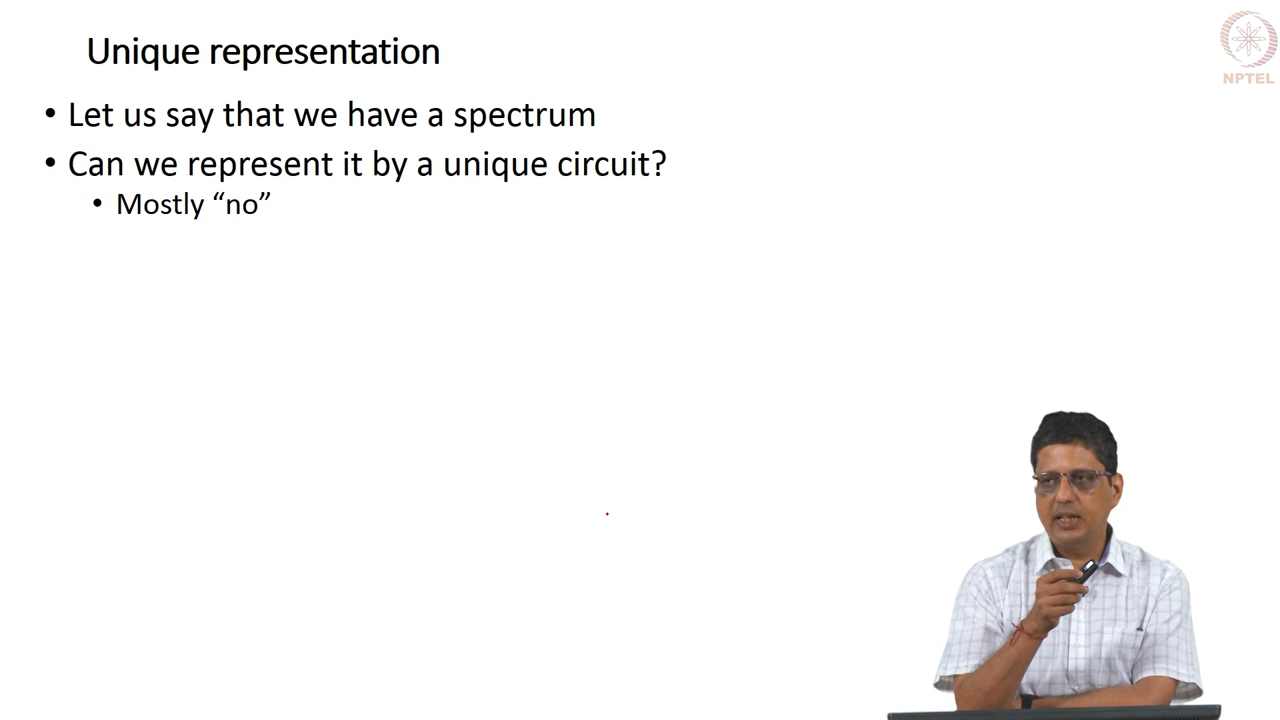 Unique representation
NPTEL
• Let us say that we have a spectrum
• Can we represent it by a unique circuit?
• Mostly “no”